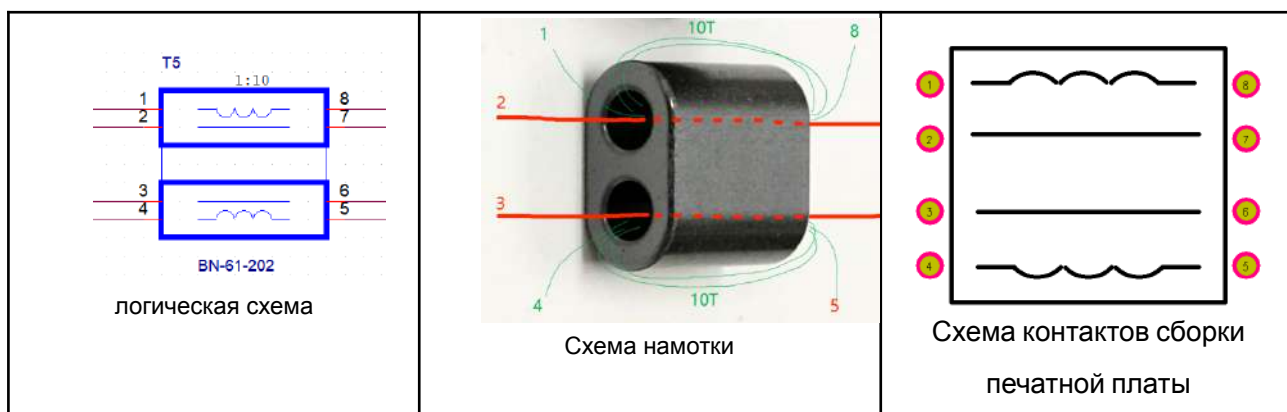 T5
1:10
1
2
8
7
3
4
6
5
BN-61-202
логическая схема
1
10T
8
2
3
4
10T
5
Схема намотки
1
8
2
7
3
6
4
5
Схема контактов сборки
печатной платы